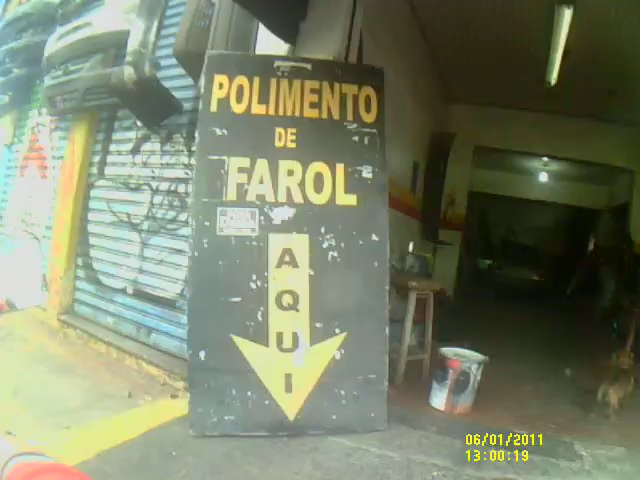 POLIMENTO
DE
FAROL
AQUI
06/01/2011
13:00:19